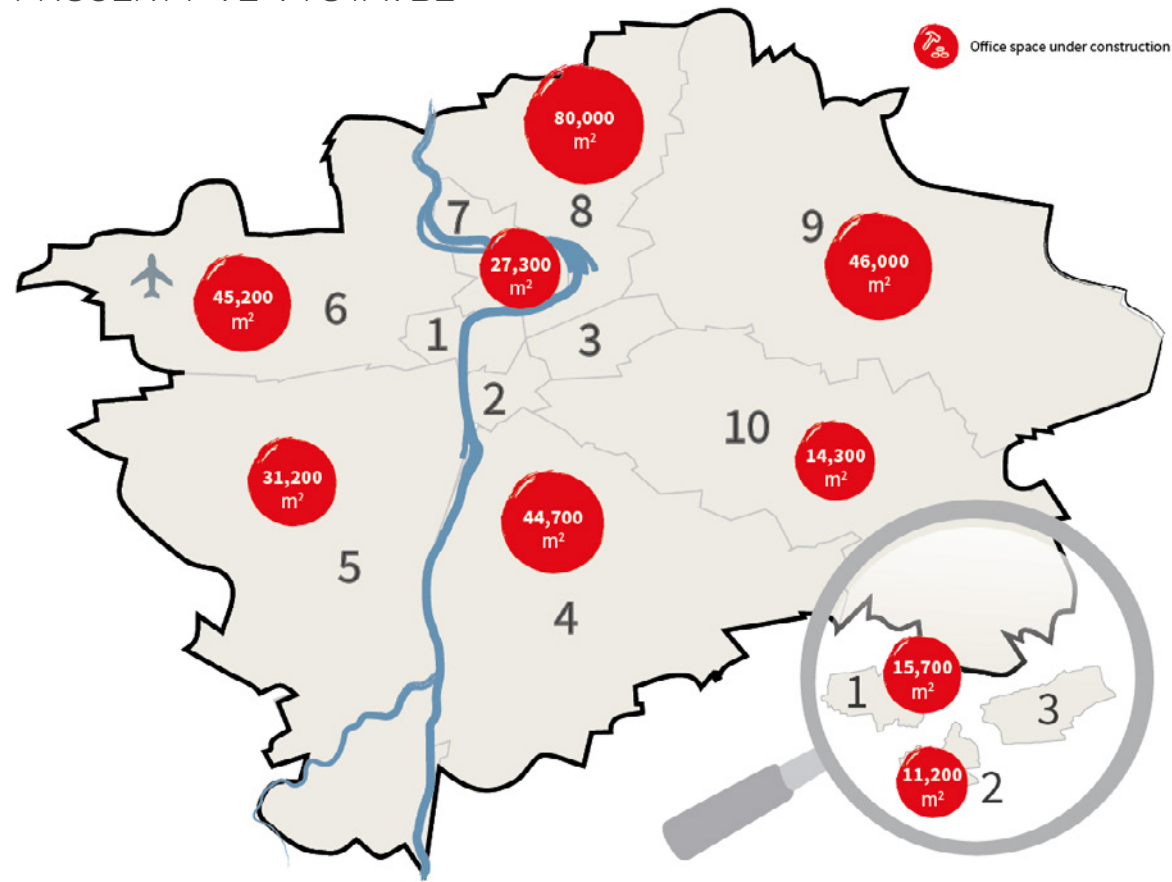 Office space under construction
80,000
m²
7
8
9
27,300
m²
46,000
m²
45,200
m²
6
1
3
2
10
14,300
m²
31,200
m²
44,700
m²
5
4
15,700
m²
1
3
11,200
m²
2